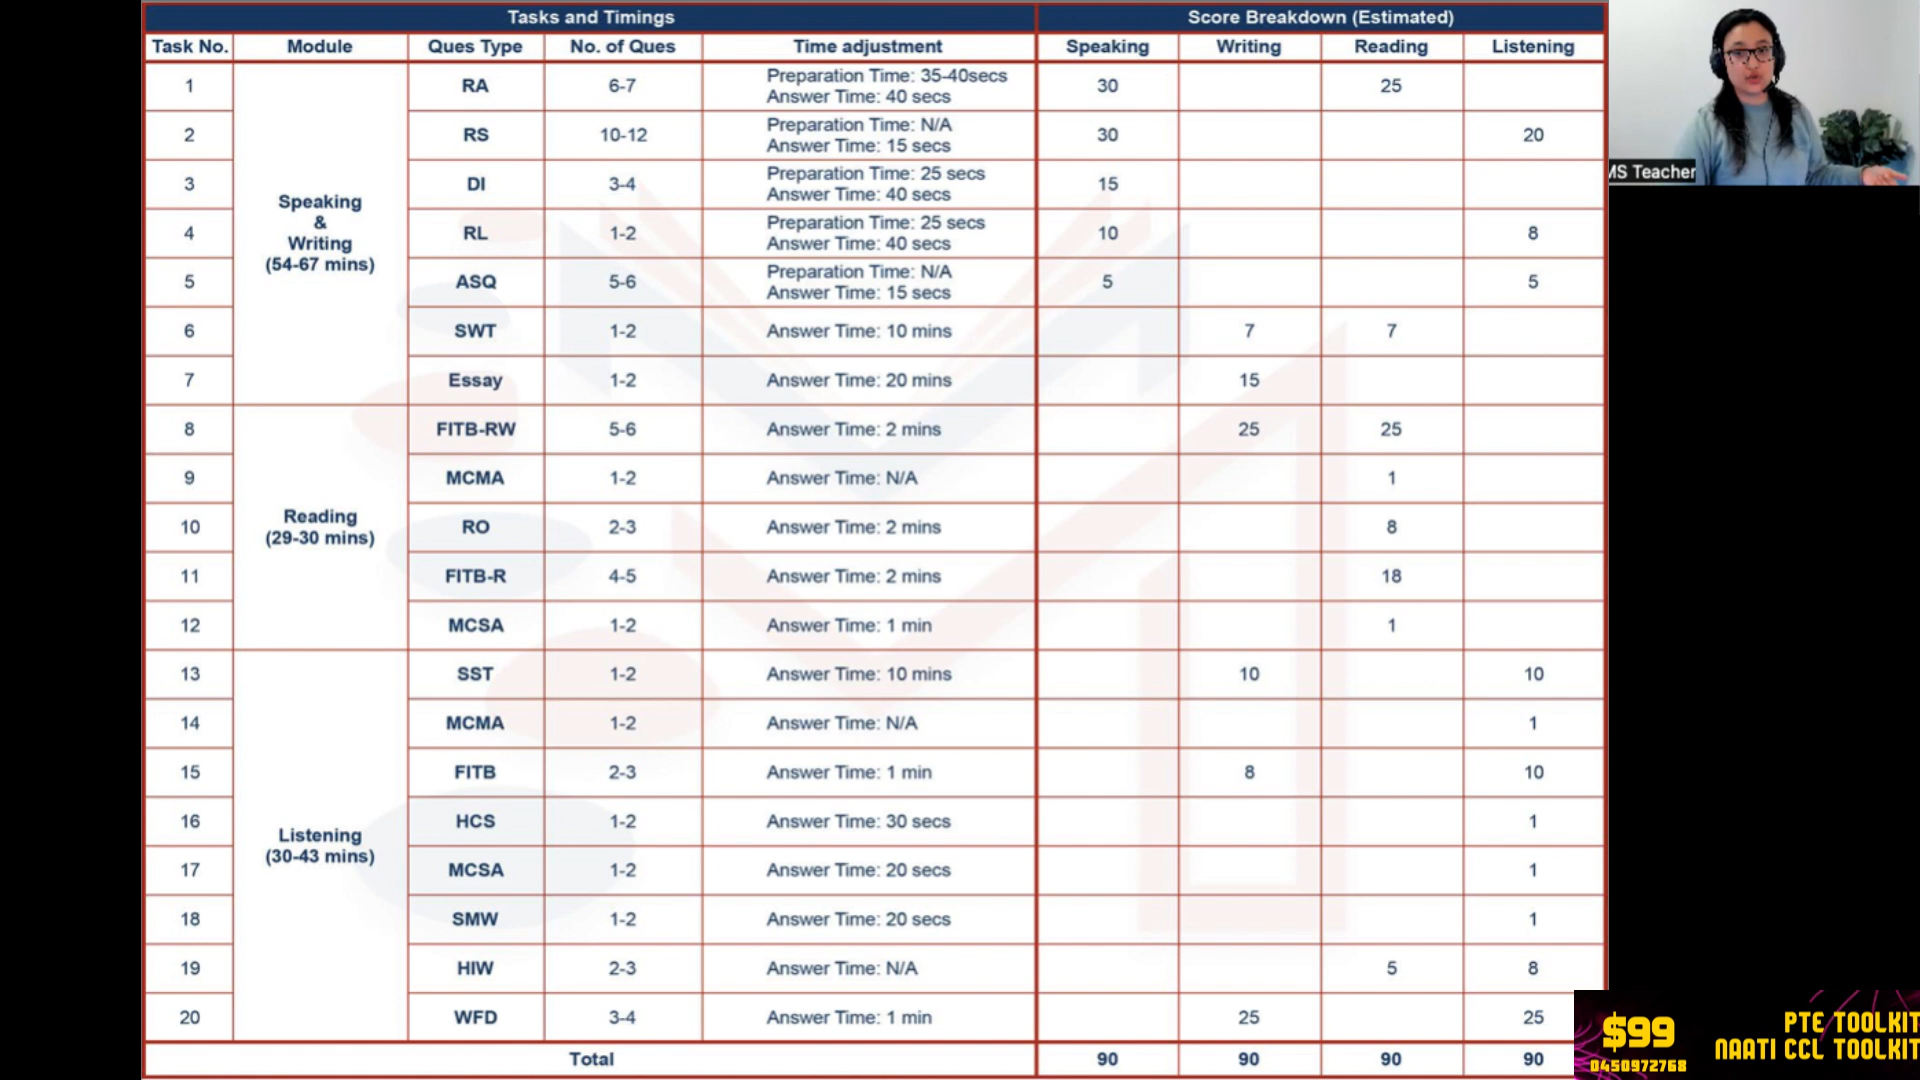 Tasks and Timings Score Breakdown (Estimated)
Task No. Module Ques Type No. of Ques Time adjustment Speaking Writing Reading Listening
1 RA 6-7 Preparation Time: 35-40secs 30 25
Answer Time: 40 secs
2 RS 10-12 Preparation Time: N/A 30 20
Answer Time: 15 secs
3 DI 3-4 Preparation Time: 25 secs 15
Answer Time: 40 secs
Speaking
&
Writing
(54-67 mins)
4 RL 1-2 Preparation Time: 25 secs 10 8
Answer Time: 40 secs
5 ASQ 5-6 Preparation Time: N/A 5 5
Answer Time: 15 secs
6 SWT 1-2 Answer Time: 10 mins 7 7
7 Essay 1-2 Answer Time: 20 mins 15
8 FITB-RW 5-6 Answer Time: 2 mins 25 25
9 MCMA 1-2 Answer Time: N/A 1
Reading
(29-30 mins)
10 RO 2-3 Answer Time: 2 mins 8
11 FITB-R 4-5 Answer Time: 2 mins 18
12 MCSA 1-2 Answer Time: 1 min 1
13 SST 1-2 Answer Time: 10 mins 10 10
14 MCMA 1-2 Answer Time: N/A 1
15 FITB 2-3 Answer Time: 1 min 8 10
16 HCS 1-2 Answer Time: 30 secs 1
Listening
(30-43 mins)
17 MCSA 1-2 Answer Time: 20 secs 1
18 SMW 1-2 Answer Time: 20 secs 1
19 HIW 2-3 Answer Time: N/A 5 8
20 WFD 3-4 Answer Time: 1 min 25 25
Total 90 90 90 90
MS Teacher
$99
0450972768
PTE TOOLKIT
NAATI CCL TOOLKIT